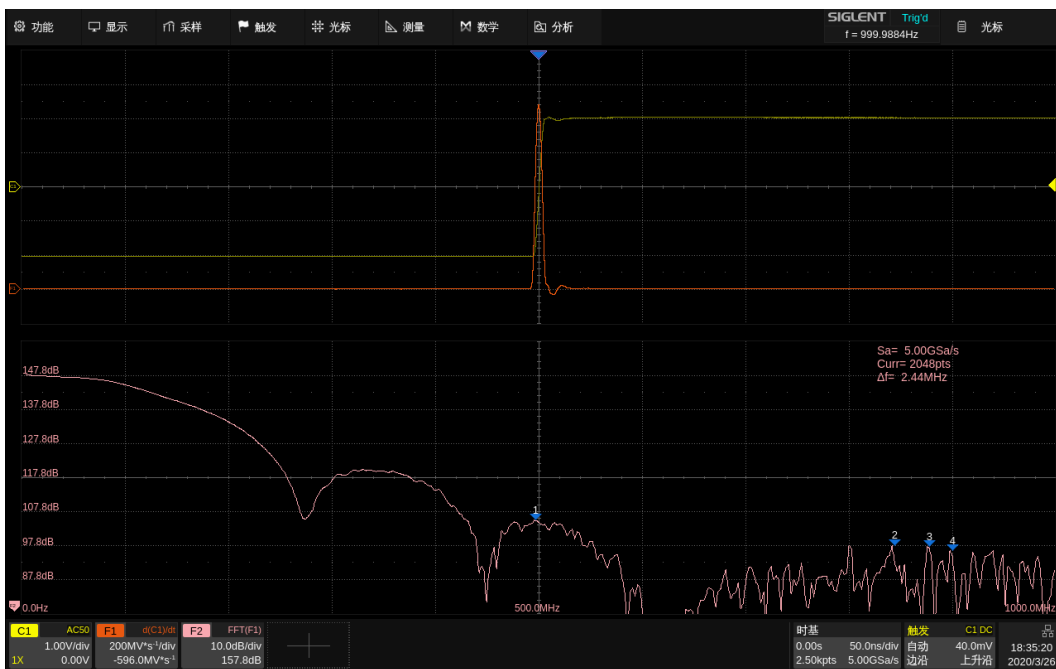 功能 显示 采样 触发 光标 测量 数学 分析 SIGLENT Trig'd 光标
f = 999.9884Hz
Sa= 5.00GSa/s
Curr= 2048pts
Δf= 2.44MHz
147.8dB
137.8dB
127.8dB
117.8dB
107.8dB
1
97.8dB
2 3 4
87.8dB
0.0Hz 500.0MHz 1000.0MHz
C1 AC50 F1 d(C1)/dt F2 FFT(F1) 时基 触发 C1 DC
1.00V/div 200MV*s⁻¹/div 10.0dB/div 0.00s 50.0ns/div 自动 40.0mV 18:35:20
1X 0.00V -596.0MV*s⁻¹ 157.8dB 2.50kpts 5.00GSa/s 边沿 上升沿 2020/3/26